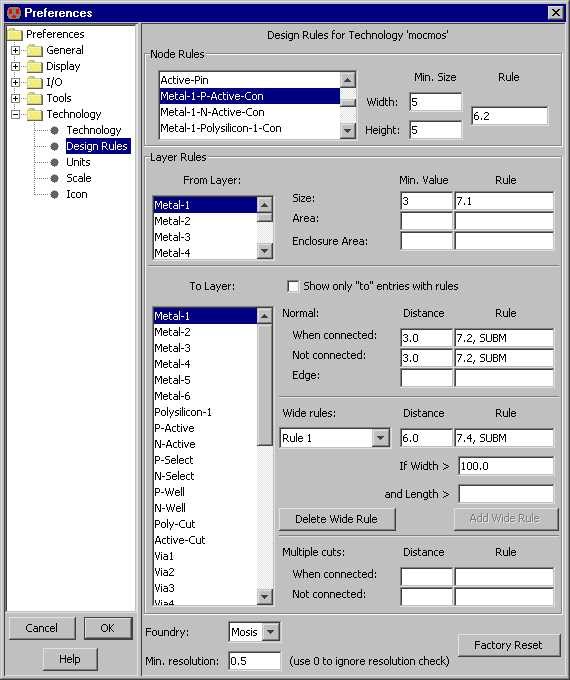 Preferences
Preferences
General
Display
I/O
Tools
Technology
Technology
Design Rules
Units
Scale
Icon
Cancel
OK
Help
Design Rules for Technology 'mocmos'
Node Rules
Active-Pin
Metal-1-P-Active-Con
Metal-1-N-Active-Con
Metal-1-Polysilicon-1-Con
Min. Size
Rule
Width:
5
6.2
Height:
5
Layer Rules
From Layer:
Metal-1
Metal-2
Metal-3
Metal-4
Min. Value
Rule
Size:
3
7.1
Area:
Enclosure Area:
To Layer:
Show only "to" entries with rules
Metal-1
Metal-2
Metal-3
Metal-4
Metal-5
Metal-6
Polysilicon-1
P-Active
N-Active
P-Select
N-Select
P-Well
N-Well
Poly-Cut
Active-Cut
Via1
Via2
Via3
Via4
Normal:
Distance
Rule
When connected:
3.0
7.2, SUBM
Not connected:
3.0
7.2, SUBM
Edge:
Wide rules:
Distance
Rule
Rule 1
6.0
7.4, SUBM
If Width >
100.0
and Length >
Delete Wide Rule
Add Wide Rule
Multiple cuts:
Distance
Rule
When connected:
Not connected:
Foundry:
Mosis
Min. resolution:
0.5
(use 0 to ignore resolution check)
Factory Reset